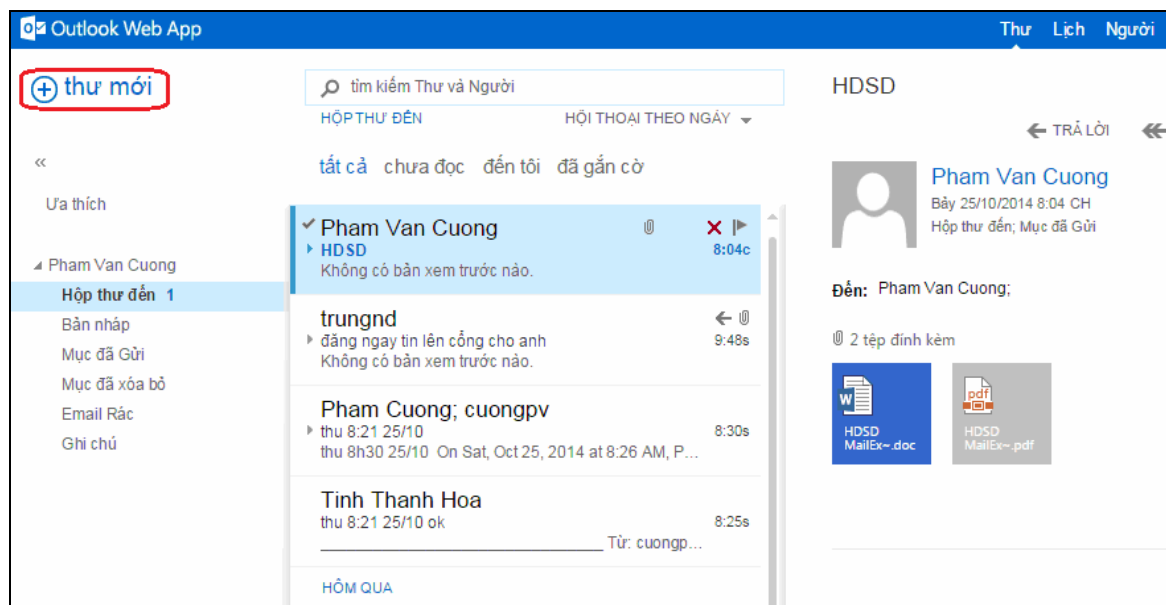 Outlook Web App
Thư Lịch Người
thư mới
«
Ưa thích
Pham Van Cuong
Hộp thư đến 1
Bản nháp
Mục đã Gửi
Mục đã xóa bỏ
Email Rác
Ghi chú
tìm kiếm Thư và Người
HỘP THƯ ĐẾN HỘI THOẠI THEO NGÀY
tất cả chưa đọc đến tôi đã gắn cờ
Pham Van Cuong
HDSD 8:04c
Không có bản xem trước nào.
trungnd
đăng ngay tin lên cổng cho anh 9:48s
Không có bản xem trước nào.
Pham Cuong; cuongpv
thu 8:21 25/10 8:30s
thu 8h30 25/10 On Sat, Oct 25, 2014 at 8:26 AM, P...
Tinh Thanh Hoa
thu 8:21 25/10 ok 8:25s
________________________________ Từ: cuongp...
HÔM QUA
HDSD
TRẢ LỜI
Pham Van Cuong
Bảy 25/10/2014 8:04 CH
Hộp thư đến; Mục đã Gửi
Đến: Pham Van Cuong;
2 tệp đính kèm
HDSD
MailEx~.doc
pdf
HDSD
MailEx~.pdf